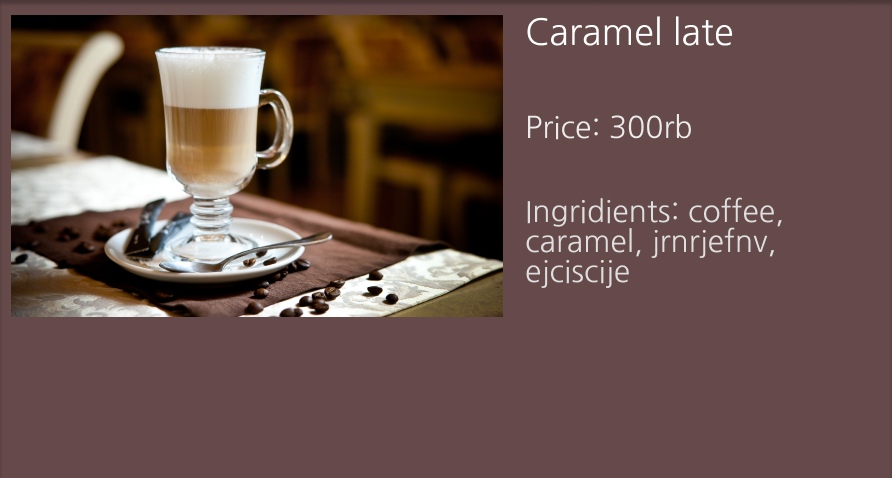 Caramel late
Price: 300rb
Ingridients: coffee,
caramel, jrnrjefnv,
ejciscije